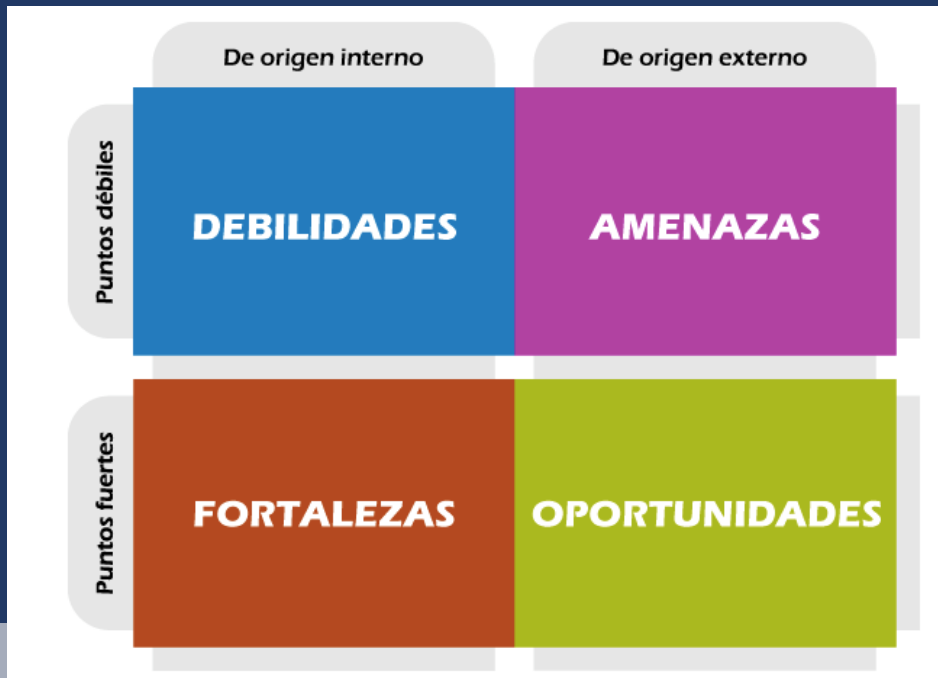 De origen interno
De origen externo
Puntos débiles
DEBILIDADES
AMENAZAS
Puntos fuertes
FORTALEZAS
OPORTUNIDADES